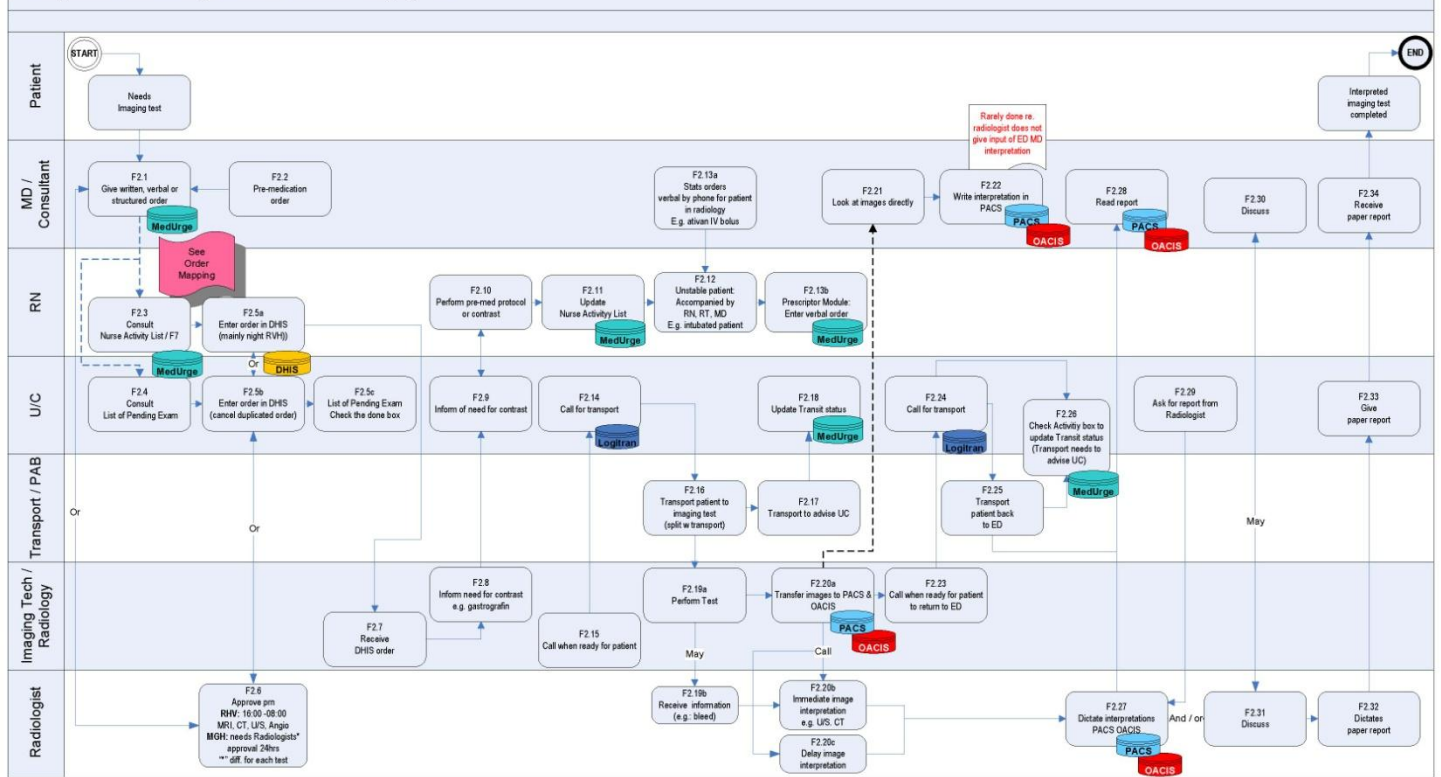 START
END
Patient
Needs
Imaging test
Interpreted
imaging test
completed
Rarely done re.
radiologist does not
give input of ED MD
interpretation
MD /
Consultant
F2.1
Give written, verbal or
structured order
MedUrge
F2.2
Pre-medication
order
F2.13a
Stats orders
verbal by phone for patient
in radiology
E.g. ativan IV bolus
F2.21
Look at images directly
F2.22
Write interpretation in
PACS
PACS
OACIS
F2.28
Read report
PACS
OACIS
F2.30
Discuss
F2.34
Receive
paper report
See
Order
Mapping
RN
F2.3
Consult
Nurse Activity List / F7
MedUrge
F2.5a
Enter order in DHIS
(mainly night RVH))
DHIS
F2.10
Perform pre-med protocol
or contrast
F2.11
Update
Nurse Activityy List
MedUrge
F2.12
Unstable patient:
Accompanied by
RN, RT, MD
E.g. intubated patient
F2.13b
Prescriptor Module:
Enter verbal order
MedUrge
Or
U/C
F2.4
Consult
List of Pending Exam
F2.5b
Enter order in DHIS
(cancel duplicated order)
F2.5c
List of Pending Exam
Check the done box
F2.9
Inform of need for contrast
F2.14
Call for transport
Logitran
F2.18
Update Transit status
MedUrge
F2.24
Call for transport
Logitran
F2.26
Check Activitiy box to
update Transit status
(Transport needs to
advise UC)
MedUrge
F2.29
Ask for report from
Radiologist
F2.33
Give
paper report
Transport / PAB
Or
Or
F2.16
Transport patient to
imaging test
(split w transport)
F2.17
Transport to advise UC
F2.25
Transport
patient back
to ED
May
Imaging Tech /
Radiology
F2.7
Receive
DHIS order
F2.8
Inform need for contrast
e.g. gastrografin
F2.15
Call when ready for patient
F2.19a
Perform Test
F2.20a
Transfer images to PACS &
OACIS
PACS
OACIS
F2.23
Call when ready for patient
to return to ED
May
Call
Radiologist
F2.6
Approve pm
RHV: 16:00 -08:00
MRI, CT, U/S, Angio
MGH: needs Radiologists*
approval 24hrs
"*" diff. for each test
F2.19b
Receive information
(e.g.: bleed)
F2.20b
Immediate image
interpretation
e.g. U/S. CT
F2.20c
Delay image
interpretation
F2.27
Dictate interpretations
PACS OACIS
PACS
OACIS
And / or
F2.31
Discuss
F2.32
Dictates
paper report